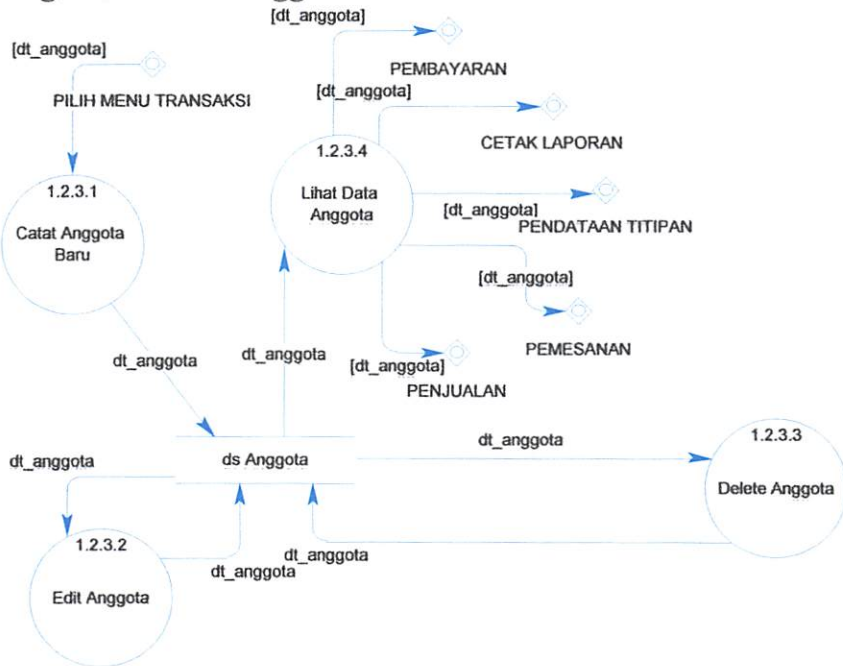 [dt_anggota]
[dt_anggota]
PEMBAYARAN
PILIH MENU TRANSAKSI
[dt_anggota]
CETAK LAPORAN
1.2.3.4
Lihat Data
Anggota
1.2.3.1
Catat Anggota
Baru
[dt_anggota]
PENDATAAN TITIPAN
[dt_anggota]
PEMESANAN
dt_anggota
dt_anggota
[dt_anggota]
PENJUALAN
1.2.3.3
Delete Anggota
dt_anggota
dt_anggota
ds Anggota
1.2.3.2
Edit Anggota
dt_anggota
dt_anggota